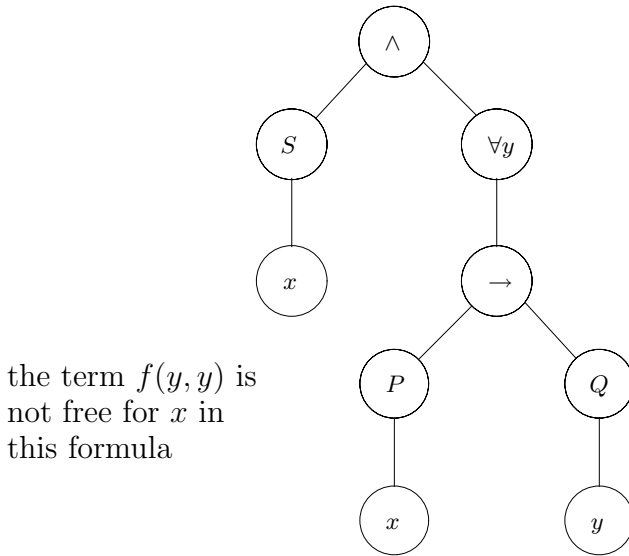 ∧
S
∀y
x
→
P
Q
the term f(y, y) is
not free for x in
this formula
x
y